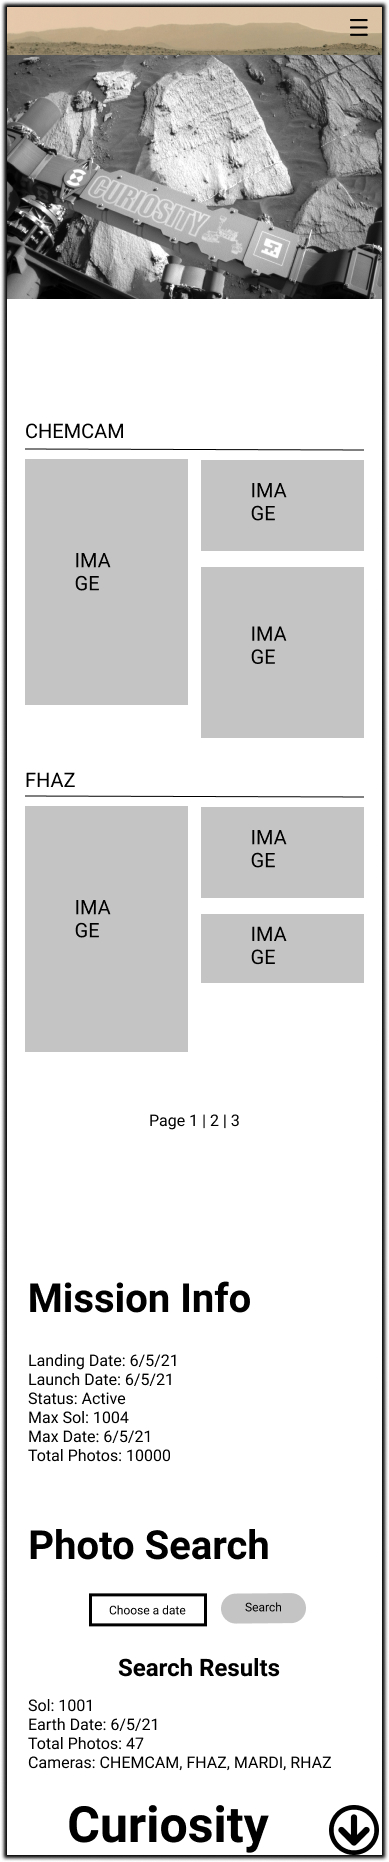 CURIOSITY
CHEMCAM
IMA
GE
IMA
GE
IMA
GE
FHAZ
IMA
GE
IMA
GE
IMA
GE
Page 1 | 2 | 3
Mission Info
Landing Date: 6/5/21
Launch Date: 6/5/21
Status: Active
Max Sol: 1004
Max Date: 6/5/21
Total Photos: 10000
Photo Search
Choose a date
Search
Search Results
Sol: 1001
Earth Date: 6/5/21
Total Photos: 47
Cameras: CHEMCAM, FHAZ, MARDI, RHAZ
Curiosity